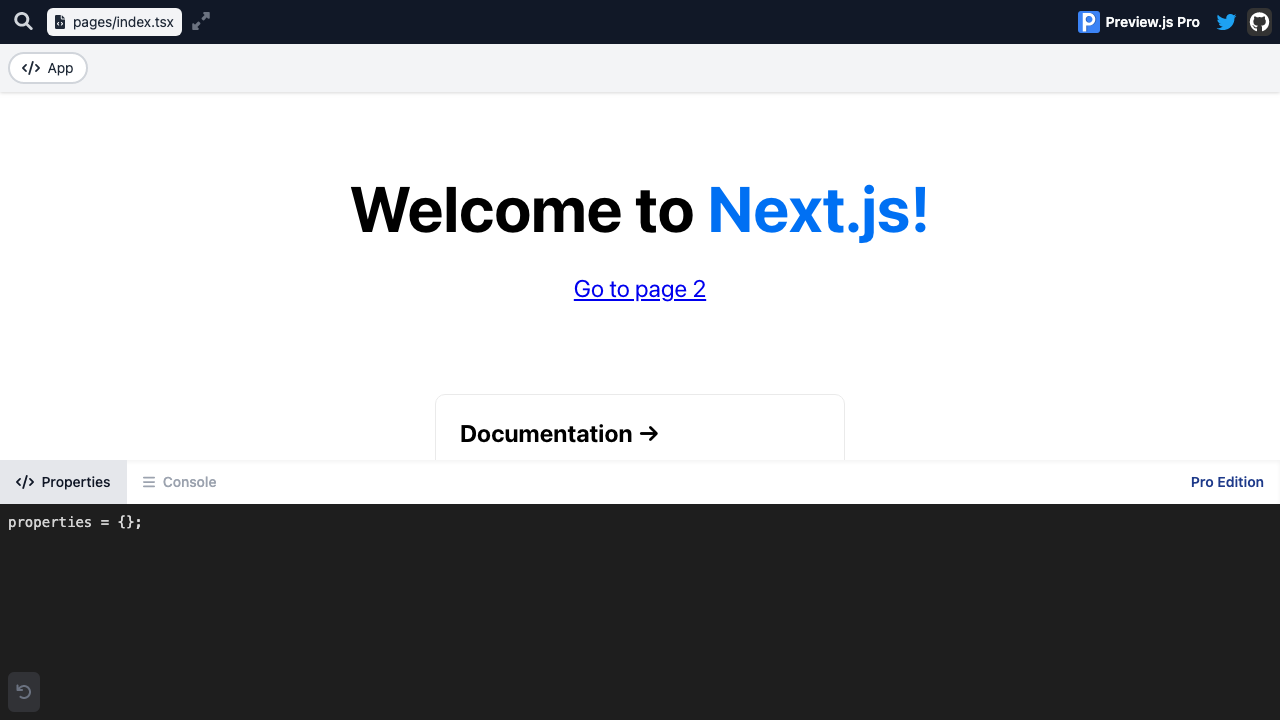 pages/index.tsx
Preview.js Pro
App
Welcome to Next.js!
Go to page 2
Documentation →
Properties
Console
Pro Edition
properties = {};